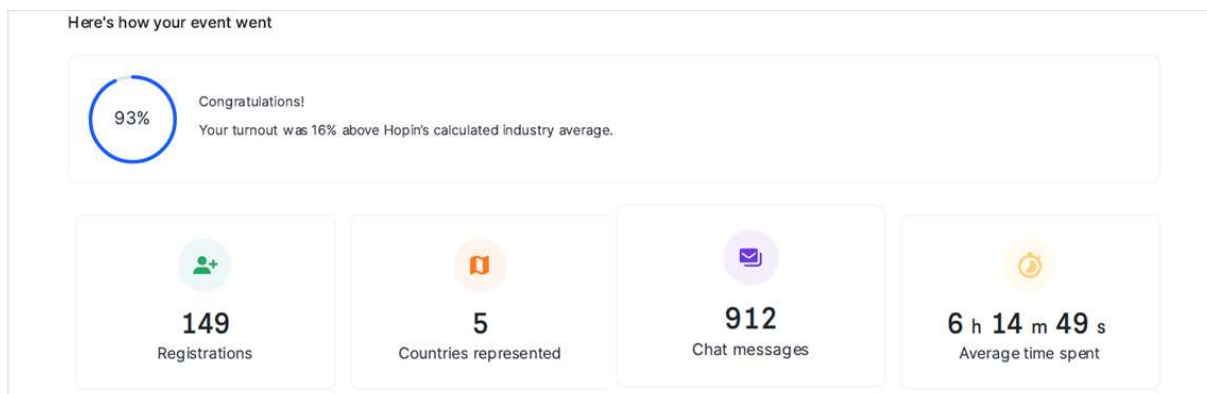 Here's how your event went
93%
Congratulations!
Your turnout was 16% above Hopin's calculated industry average.
149
Registrations
5
Countries represented
912
Chat messages
6 h 14 m 49 s
Average time spent